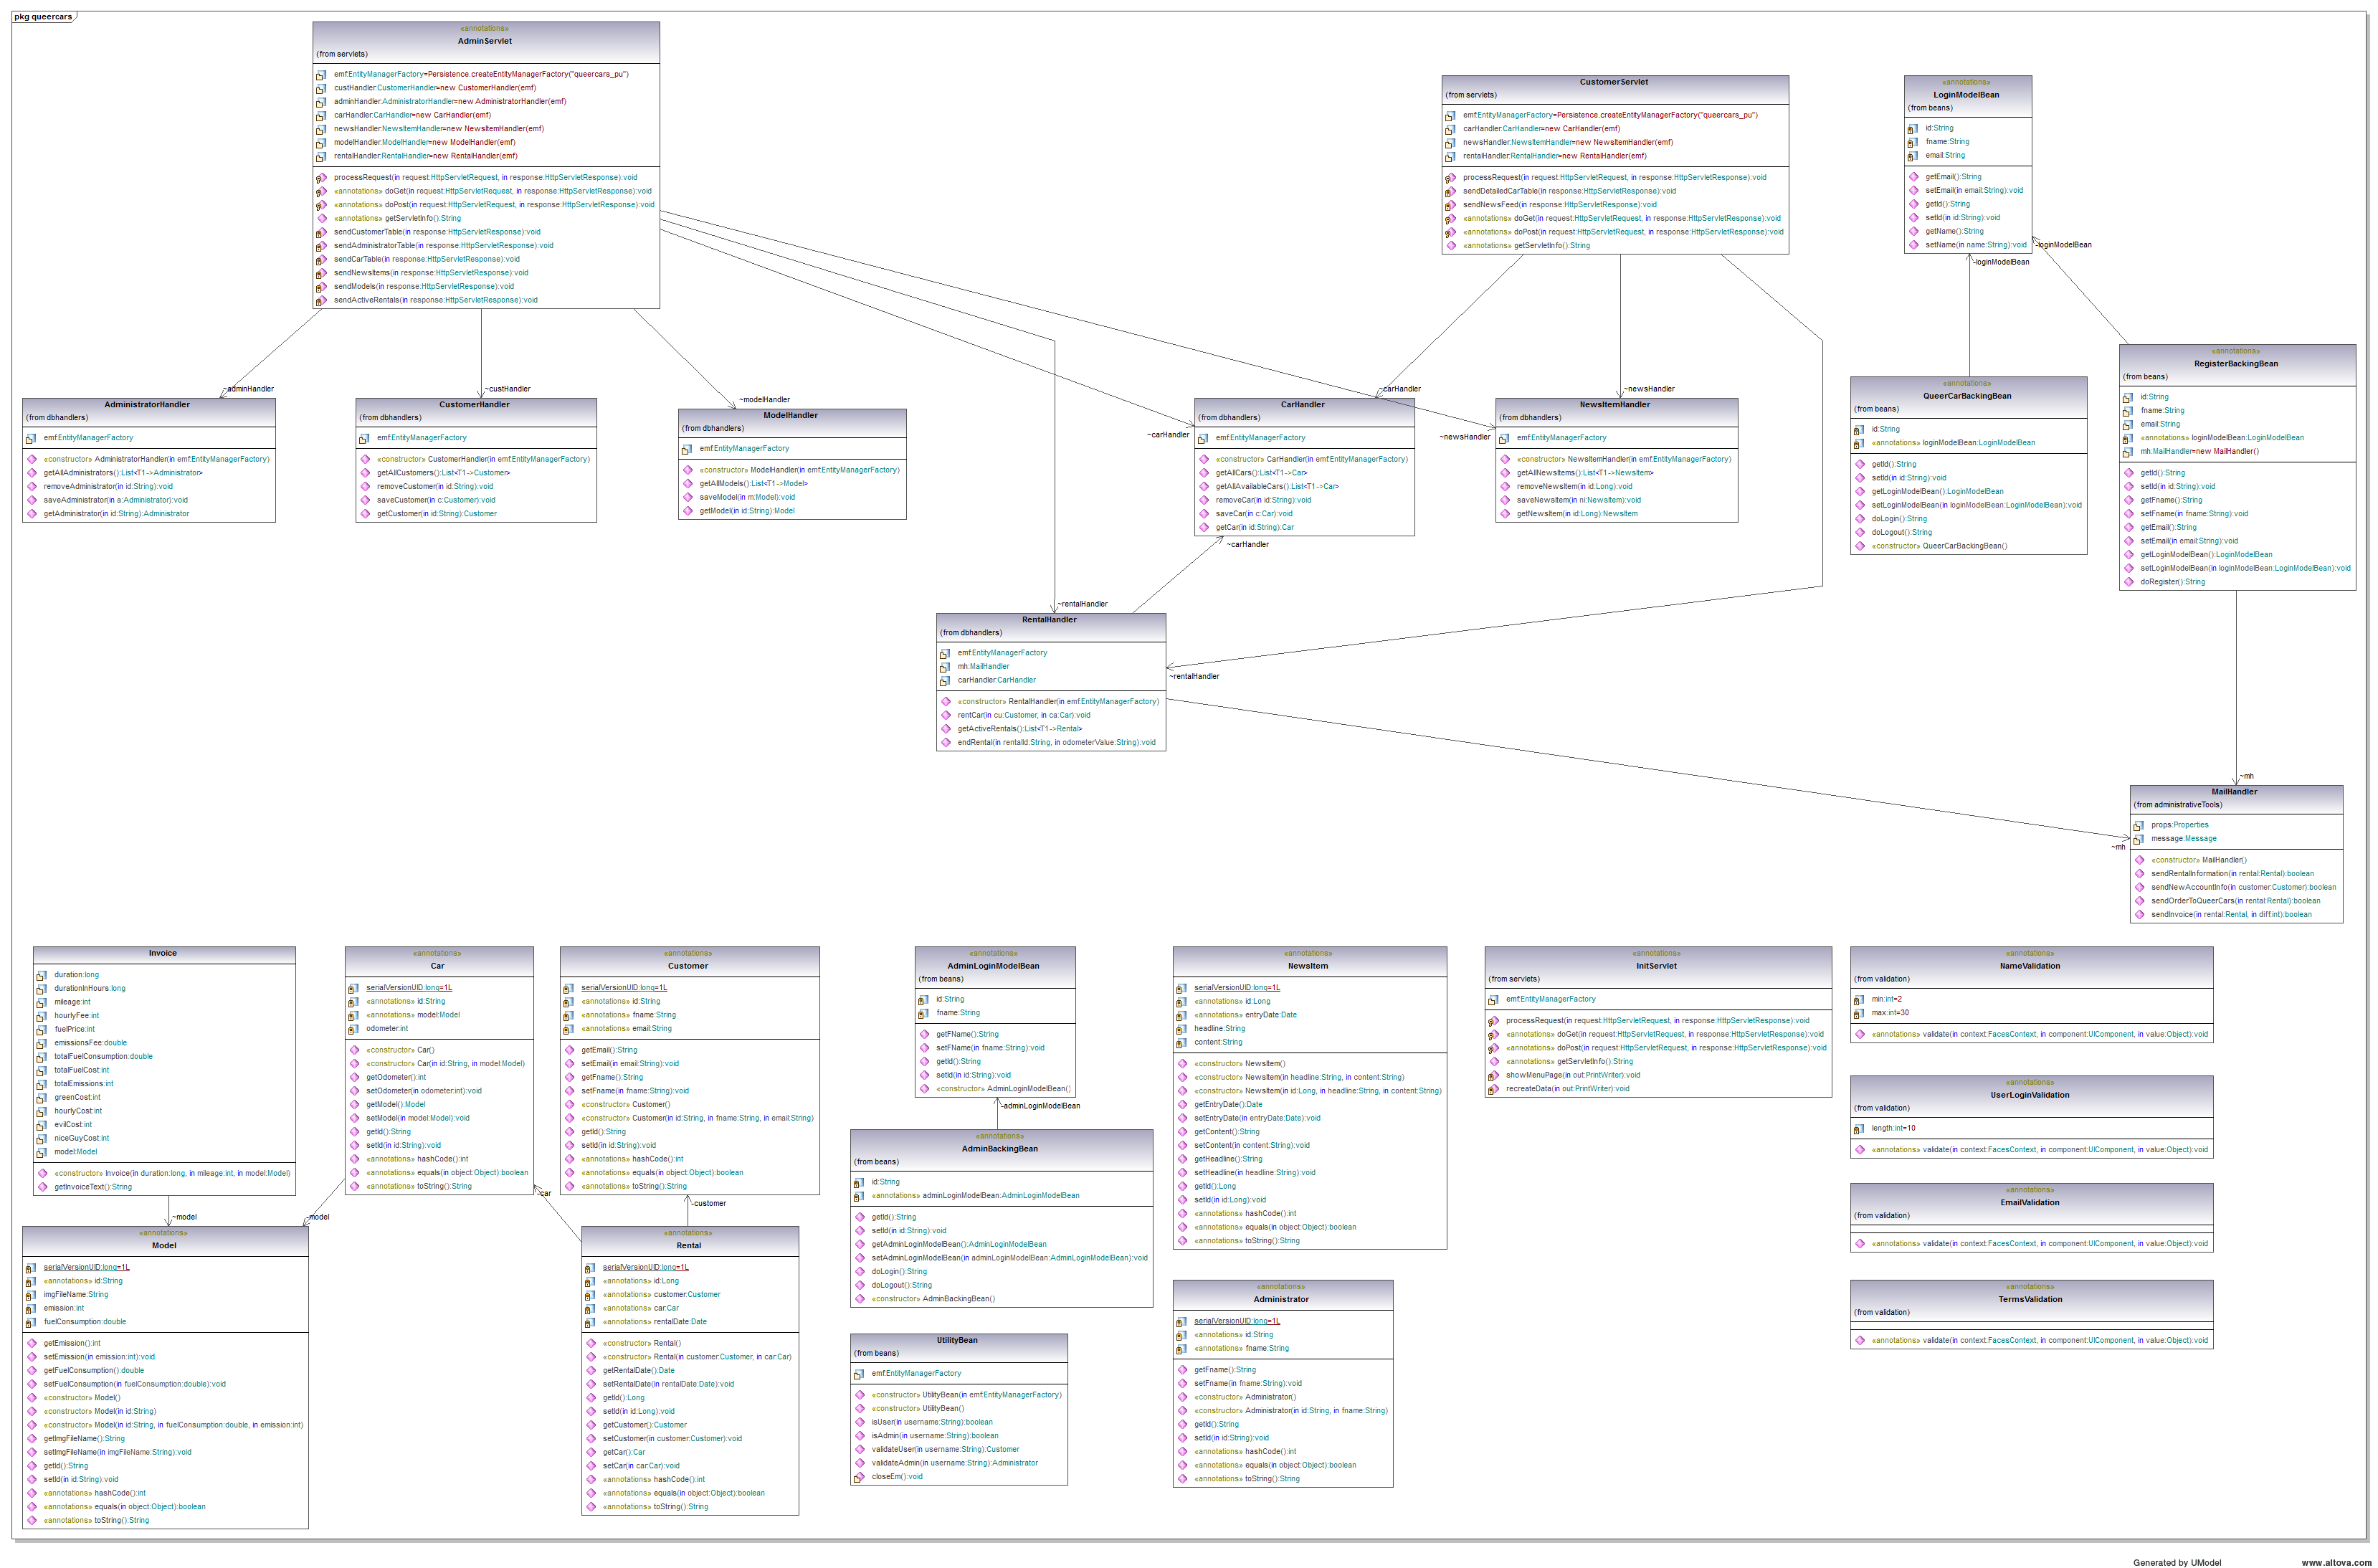 pkg queercars
«annotations»
AdminServlet
(from servlets)
emf:EntityManagerFactory=Persistence.createEntityManagerFactory("queercars_pu")
custHandler:CustomerHandler=new CustomerHandler(emf)
adminHandler:AdministratorHandler=new AdministratorHandler(emf)
carHandler:CarHandler=new CarHandler(emf)
newsHandler:NewsItemHandler=new NewsItemHandler(emf)
modelHandler:ModelHandler=new ModelHandler(emf)
rentalHandler:RentalHandler=new RentalHandler(emf)
processRequest(in request:HttpServletRequest, in response:HttpServletResponse):void
«annotations» doGet(in request:HttpServletRequest, in response:HttpServletResponse):void
«annotations» doPost(in request:HttpServletRequest, in response:HttpServletResponse):void
«annotations» getServletInfo():String
sendCustomerTable(in response:HttpServletResponse):void
sendAdministratorTable(in response:HttpServletResponse):void
sendCarTable(in response:HttpServletResponse):void
sendNewsItems(in response:HttpServletResponse):void
sendModels(in response:HttpServletResponse):void
sendActiveRentals(in response:HttpServletResponse):void
CustomerServlet
(from servlets)
emf:EntityManagerFactory=Persistence.createEntityManagerFactory("queercars_pu")
carHandler:CarHandler=new CarHandler(emf)
newsHandler:NewsItemHandler=new NewsItemHandler(emf)
rentalHandler:RentalHandler=new RentalHandler(emf)
processRequest(in request:HttpServletRequest, in response:HttpServletResponse):void
sendDetailedCarTable(in response:HttpServletResponse):void
sendNewsFeed(in response:HttpServletResponse):void
«annotations» doGet(in request:HttpServletRequest, in response:HttpServletResponse):void
«annotations» doPost(in request:HttpServletRequest, in response:HttpServletResponse):void
«annotations» getServletInfo():String
«annotations»
LoginModelBean
(from beans)
id:String
fname:String
email:String
getEmail():String
setEmail(in email:String):void
getId():String
setId(in id:String):void
getName():String
setName(in name:String):void
-loginModelBean
-loginModelBean
~adminHandler
~custHandler
~modelHandler
~carHandler
~newsHandler
~carHandler
~newsHandler
AdministratorHandler
(from dbhandlers)
emf:EntityManagerFactory
«constructor» AdministratorHandler(in emf:EntityManagerFactory)
getAllAdministrators():List<T1->Administrator>
removeAdministrator(in id:String):void
saveAdministrator(in a:Administrator):void
getAdministrator(in id:String):Administrator
CustomerHandler
(from dbhandlers)
emf:EntityManagerFactory
«constructor» CustomerHandler(in emf:EntityManagerFactory)
getAllCustomers():List<T1->Customer>
removeCustomer(in id:String):void
saveCustomer(in c:Customer):void
getCustomer(in id:String):Customer
ModelHandler
(from dbhandlers)
emf:EntityManagerFactory
«constructor» ModelHandler(in emf:EntityManagerFactory)
getAllModels():List<T1->Model>
saveModel(in m:Model):void
getModel(in id:String):Model
CarHandler
(from dbhandlers)
emf:EntityManagerFactory
«constructor» CarHandler(in emf:EntityManagerFactory)
getAllCars():List<T1->Car>
getAllAvailableCars():List<T1->Car>
removeCar(in id:String):void
saveCar(in c:Car):void
getCar(in id:String):Car
~carHandler
NewsItemHandler
(from dbhandlers)
emf:EntityManagerFactory
«constructor» NewsItemHandler(in emf:EntityManagerFactory)
getAllNewsItems():List<T1->NewsItem>
removeNewsItem(in id:Long):void
saveNewsItem(in ni:NewsItem):void
getNewsItem(in id:Long):NewsItem
«annotations»
QueerCarBackingBean
(from beans)
id:String
«annotations» loginModelBean:LoginModelBean
getId():String
setId(in id:String):void
getLoginModelBean():LoginModelBean
setLoginModelBean(in loginModelBean:LoginModelBean):void
doLogin():String
doLogout():String
«constructor» QueerCarBackingBean()
«annotations»
RegisterBackingBean
(from beans)
id:String
fname:String
email:String
«annotations» loginModelBean:LoginModelBean
mh:MailHandler=new MailHandler()
getId():String
setId(in id:String):void
getFname():String
setFname(in fname:String):void
getEmail():String
setEmail(in email:String):void
getLoginModelBean():LoginModelBean
setLoginModelBean(in loginModelBean:LoginModelBean):void
doRegister():String
~rentalHandler
~rentalHandler
RentalHandler
(from dbhandlers)
emf:EntityManagerFactory
mh:MailHandler
carHandler:CarHandler
«constructor» RentalHandler(in emf:EntityManagerFactory)
rentCar(in cu:Customer, in ca:Car):void
getActiveRentals():List<T1->Rental>
endRental(in rentalId:String, in odometerValue:String):void
~mh
~mh
MailHandler
(from administrativeTools)
props:Properties
message:Message
«constructor» MailHandler()
sendRentalInformation(in rental:Rental):boolean
sendNewAccountInfo(in customer:Customer):boolean
sendOrderToQueerCars(in rental:Rental):boolean
sendInvoice(in rental:Rental, in diff:int):boolean
Invoice
duration:long
durationInHours:long
mileage:int
hourlyFee:int
fuelPrice:int
emissionsFee:double
totalFuelConsumption:double
totalFuelCost:int
totalEmissions:int
greenCost:int
hourlyCost:int
evilCost:int
niceGuyCost:int
model:Model
«constructor» Invoice(in duration:long, in mileage:int, in model:Model)
getInvoiceText():String
~model
«annotations»
Car
serialVersionUID:long=1L
«annotations» id:String
«annotations» model:Model
odometer:int
«constructor» Car()
«constructor» Car(in id:String, in model:Model)
getOdometer():int
setOdometer(in odometer:int):void
getModel():Model
setModel(in model:Model):void
getId():String
setId(in id:String):void
«annotations» hashCode():int
«annotations» equals(in object:Object):boolean
«annotations» toString():String
-model
-car
«annotations»
Customer
serialVersionUID:long=1L
«annotations» id:String
«annotations» fname:String
«annotations» email:String
getEmail():String
setEmail(in email:String):void
getFname():String
setFname(in fname:String):void
«constructor» Customer()
«constructor» Customer(in id:String, in fname:String, in email:String)
getId():String
setId(in id:String):void
«annotations» hashCode():int
«annotations» equals(in object:Object):boolean
«annotations» toString():String
-customer
«annotations»
AdminLoginModelBean
(from beans)
id:String
fname:String
getFName():String
setFName(in fname:String):void
getId():String
setId(in id:String):void
«constructor» AdminLoginModelBean()
-adminLoginModelBean
«annotations»
AdminBackingBean
(from beans)
id:String
«annotations» adminLoginModelBean:AdminLoginModelBean
getId():String
setId(in id:String):void
getAdminLoginModelBean():AdminLoginModelBean
setAdminLoginModelBean(in adminLoginModelBean:AdminLoginModelBean):void
doLogin():String
doLogout():String
«constructor» AdminBackingBean()
«annotations»
NewsItem
serialVersionUID:long=1L
«annotations» id:Long
«annotations» entryDate:Date
headline:String
content:String
«constructor» NewsItem()
«constructor» NewsItem(in headline:String, in content:String)
«constructor» NewsItem(in id:Long, in headline:String, in content:String)
getEntryDate():Date
setEntryDate(in entryDate:Date):void
getContent():String
setContent(in content:String):void
getHeadline():String
setHeadline(in headline:String):void
getId():Long
setId(in id:Long):void
«annotations» hashCode():int
«annotations» equals(in object:Object):boolean
«annotations» toString():String
«annotations»
InitServlet
(from servlets)
emf:EntityManagerFactory
processRequest(in request:HttpServletRequest, in response:HttpServletResponse):void
«annotations» doGet(in request:HttpServletRequest, in response:HttpServletResponse):void
«annotations» doPost(in request:HttpServletRequest, in response:HttpServletResponse):void
«annotations» getServletInfo():String
showMenuPage(in out:PrintWriter):void
recreateData(in out:PrintWriter):void
«annotations»
NameValidation
(from validation)
min:int=2
max:int=30
«annotations» validate(in context:FacesContext, in component:UIComponent, in value:Object):void
«annotations»
UserLoginValidation
(from validation)
length:int=10
«annotations» validate(in context:FacesContext, in component:UIComponent, in value:Object):void
«annotations»
EmailValidation
(from validation)
«annotations» validate(in context:FacesContext, in component:UIComponent, in value:Object):void
«annotations»
TermsValidation
(from validation)
«annotations» validate(in context:FacesContext, in component:UIComponent, in value:Object):void
«annotations»
Model
serialVersionUID:long=1L
«annotations» id:String
imgFileName:String
emission:int
fuelConsumption:double
getEmission():int
setEmission(in emission:int):void
getFuelConsumption():double
setFuelConsumption(in fuelConsumption:double):void
«constructor» Model()
«constructor» Model(in id:String)
«constructor» Model(in id:String, in fuelConsumption:double, in emission:int)
getImgFileName():String
setImgFileName(in imgFileName:String):void
getId():String
setId(in id:String):void
«annotations» hashCode():int
«annotations» equals(in object:Object):boolean
«annotations» toString():String
«annotations»
Rental
serialVersionUID:long=1L
«annotations» id:Long
«annotations» customer:Customer
«annotations» car:Car
«annotations» rentalDate:Date
«constructor» Rental()
«constructor» Rental(in customer:Customer, in car:Car)
getRentalDate():Date
setRentalDate(in rentalDate:Date):void
getId():Long
setId(in id:Long):void
getCustomer():Customer
setCustomer(in customer:Customer):void
getCar():Car
setCar(in car:Car):void
«annotations» hashCode():int
«annotations» equals(in object:Object):boolean
«annotations» toString():String
UtilityBean
(from beans)
emf:EntityManagerFactory
«constructor» UtilityBean(in emf:EntityManagerFactory)
«constructor» UtilityBean()
isUser(in username:String):boolean
isAdmin(in username:String):boolean
validateUser(in username:String):Customer
validateAdmin(in username:String):Administrator
closeEm():void
«annotations»
Administrator
serialVersionUID:long=1L
«annotations» id:String
«annotations» fname:String
getFname():String
setFname(in fname:String):void
«constructor» Administrator()
«constructor» Administrator(in id:String, in fname:String)
getId():String
setId(in id:String):void
«annotations» hashCode():int
«annotations» equals(in object:Object):boolean
«annotations» toString():String
Generated by UModel
www.altova.com